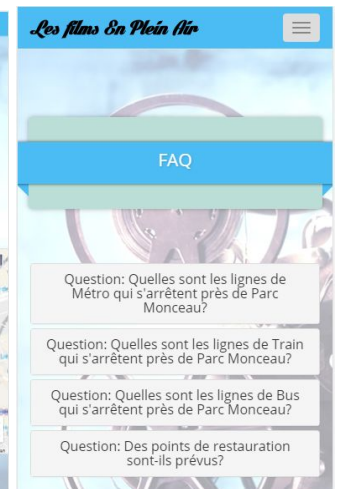 Les films En Plein Air
FAQ
Question: Quelles sont les lignes de
Métro qui s'arrêtent près de Parc
Monceau?
Question: Quelles sont les lignes de Train
qui s'arrêtent près de Parc Monceau?
Question: Quelles sont les lignes de Bus
qui s'arrêtent près de Parc Monceau?
Question: Des points de restauration
sont-ils prévus?